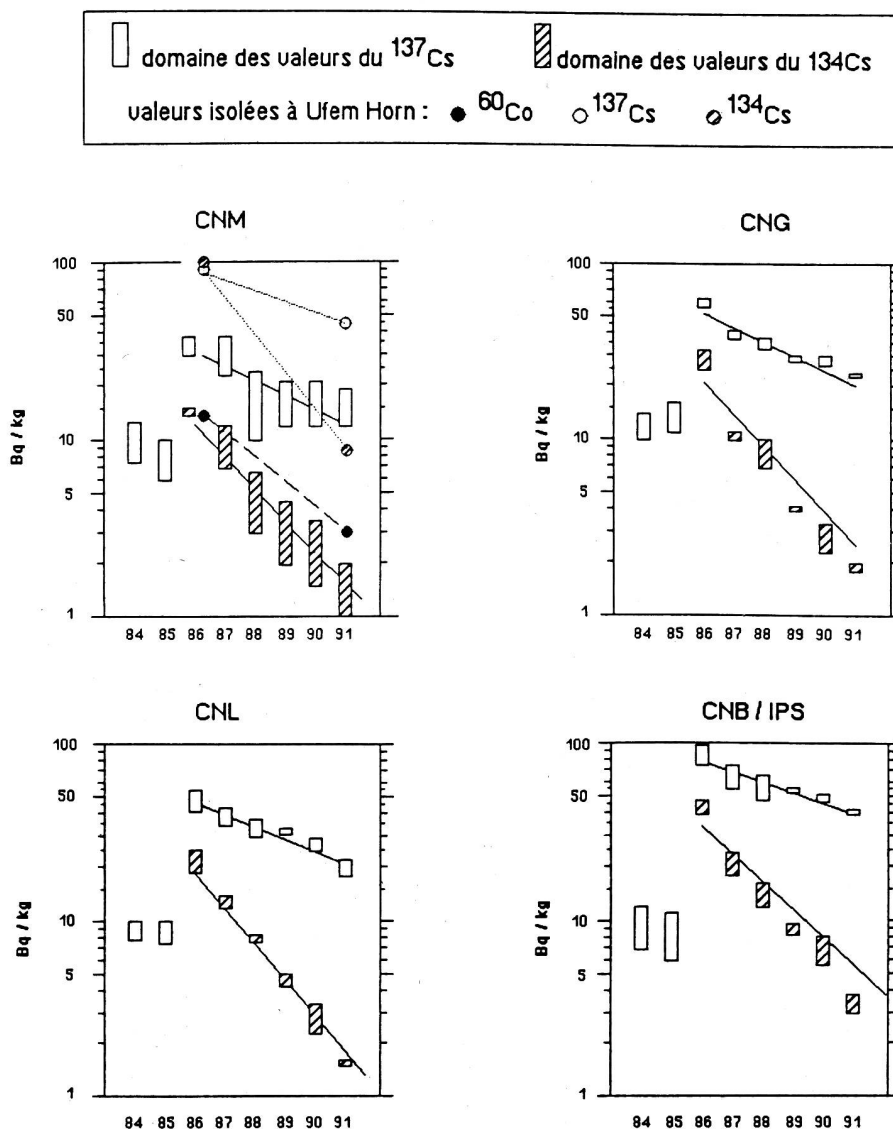 domaine des valeurs du 137Cs domaine des valeurs du 134Cs
valeurs isolées à Ufem Horn : 60Co 137Cs 134Cs
CNM
100
50
10
5
1
Bq / kg
84 85 86 87 88 89 90 91
CNG
100
50
10
5
1
Bq / kg
84 85 86 87 88 89 90 91
CNL
100
50
10
5
1
Bq / kg
84 85 86 87 88 89 90 91
CNB / IPS
100
50
10
5
1
Bq / kg
84 85 86 87 88 89 90 91